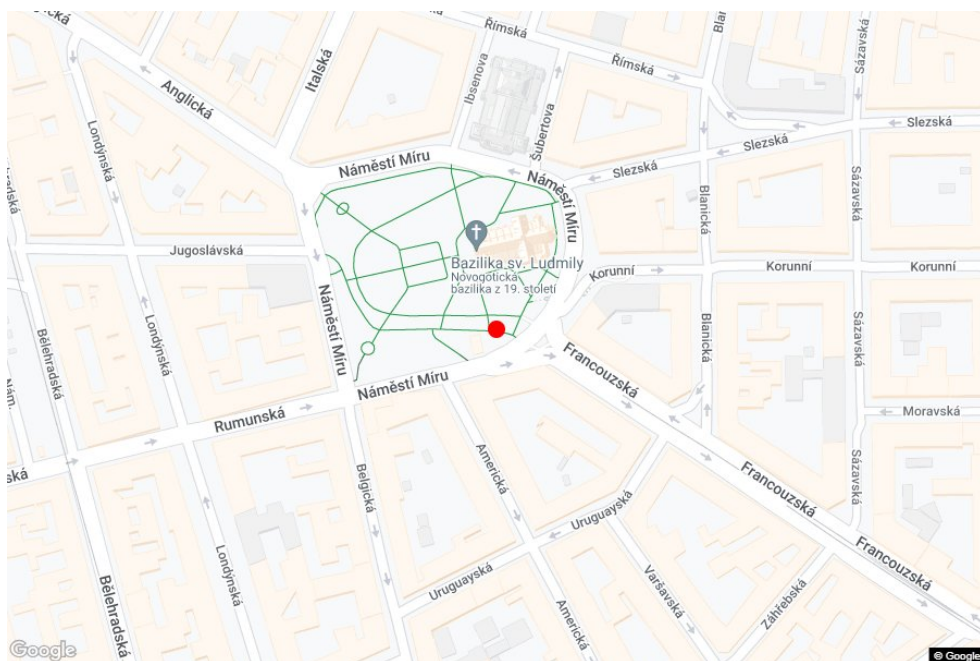 Římská
Blanická
Sázavská
Italská
Ibsenova
Římská
Anglická
Londýnská
Šubertova
Slezská
Slezská
Náměstí Míru
Slezská
Náměstí Míru
Blanická
Sázavská
Jugoslávská
Bazilika sv. Ludmily
Novogotická
bazilika z 19. století
Korunní
Korunní
Korunní
Náměstí Míru
Londýnská
Bělehradská
Blanická
Sázavská
Francouzská
Náměstí Míru
Rumunská
Moravská
Belgická
Americká
Sázavská
Francouzská
Uruguayská
Londýnská
Francouzská
Bělehradská
Uruguayská
Varšavská
Záhřebská
Americká
Google
© Google